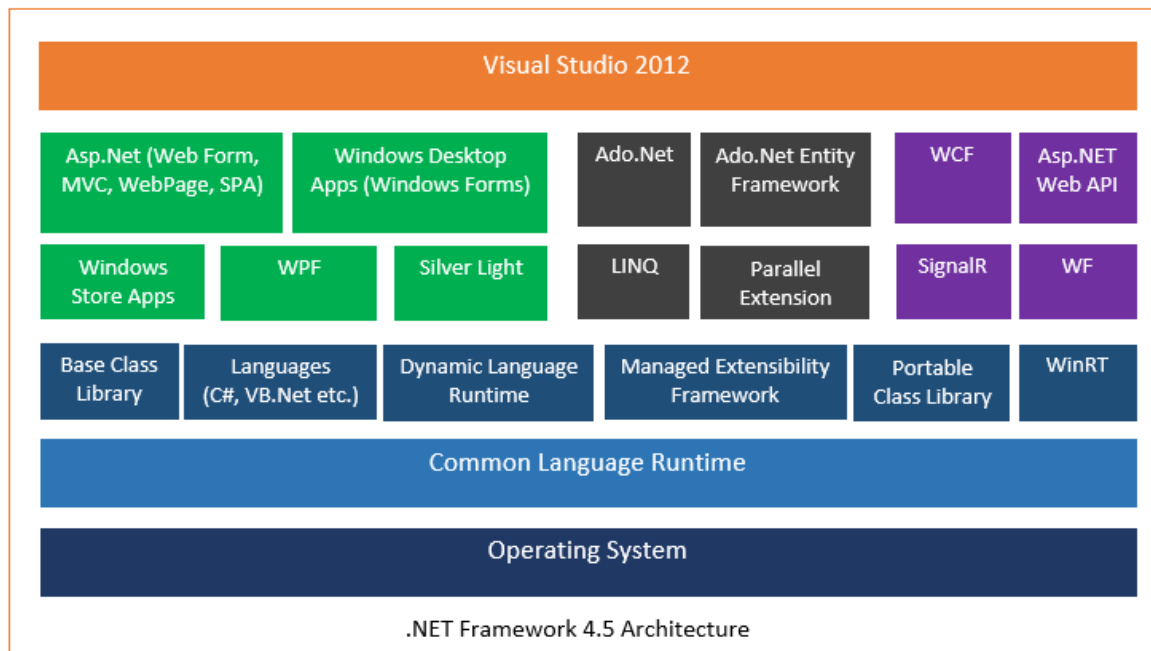 Visual Studio 2012
Asp.Net (Web Form,
MVC, WebPage, SPA)
Windows Desktop
Apps (Windows Forms)
Ado.Net
Ado.Net Entity
Framework
WCF
Asp.NET
Web API
Windows
Store Apps
WPF
Silver Light
LINQ
Parallel
Extension
SignalR
WF
Base Class
Library
Languages
(C#, VB.Net etc.)
Dynamic Language
Runtime
Managed Extensibility
Framework
Portable
Class Library
WinRT
Common Language Runtime
Operating System
.NET Framework 4.5 Architecture